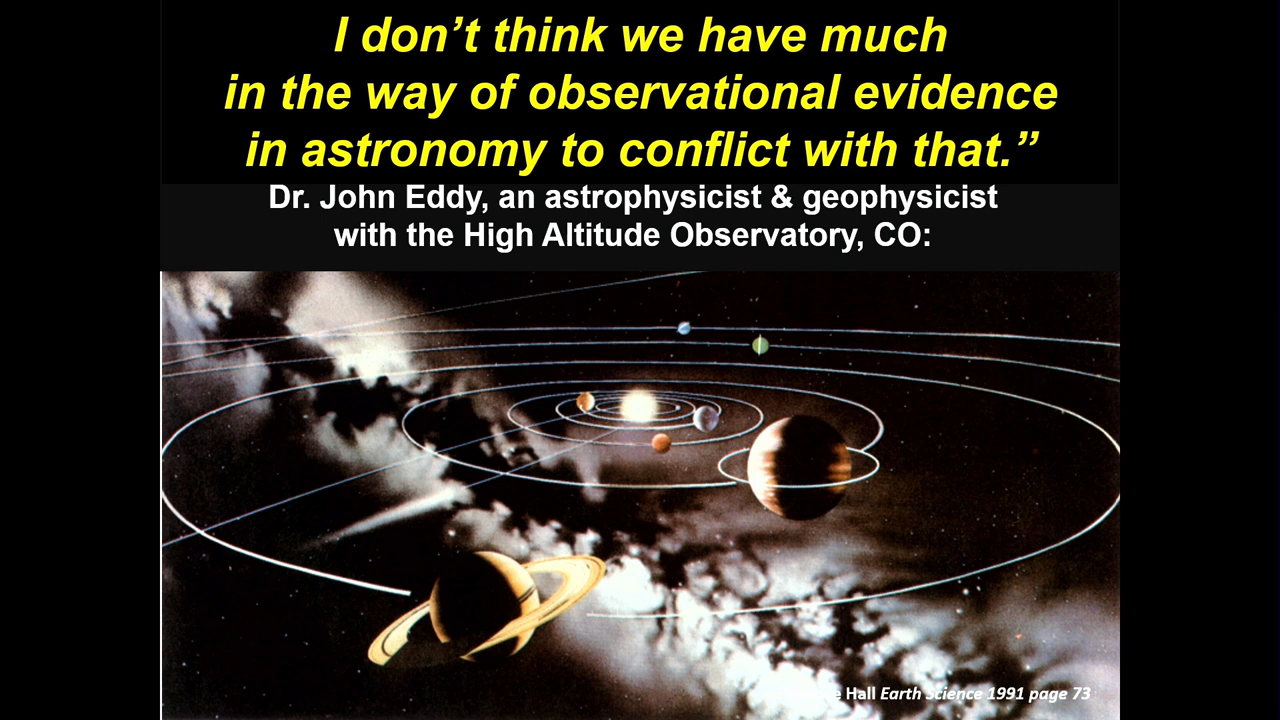 I don’t think we have much
in the way of observational evidence
in astronomy to conflict with that.”
Dr. John Eddy, an astrophysicist & geophysicist
with the High Altitude Observatory, CO:
Hall Earth Science 1991 page 73